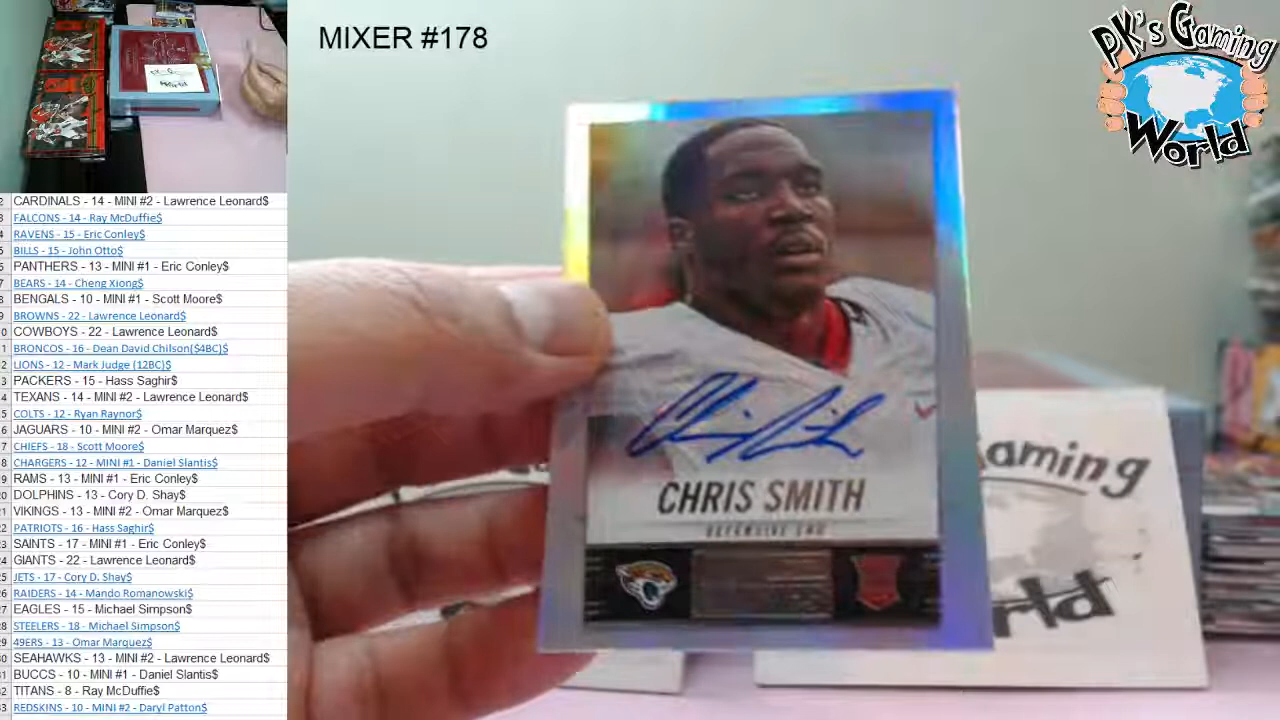 MIXER #178
PK's Gaming
World
CARDINALS - 14 - MINI #2 - Lawrence Leonard$
FALCONS - 14 - Ray McDuffie$
RAVENS - 15 - Eric Conley$
BILLS - 15 - John Otto$
PANTHERS - 13 - MINI #1 - Eric Conley$
BEARS - 14 - Cheng Xiong$
BENGALS - 10 - MINI #1 - Scott Moore$
BROWNS - 22 - Lawrence Leonard$
COWBOYS - 22 - Lawrence Leonard$
BRONCOS - 16 - Dean David Chilson($4BC)$
LIONS - 12 - Mark Judge (12BC)$
PACKERS - 15 - Hass Saghir$
TEXANS - 14 - MINI #2 - Lawrence Leonard$
COLTS - 12 - Ryan Raynor$
JAGUARS - 10 - MINI #2 - Omar Marquez$
CHIEFS - 18 - Scott Moore$
CHARGERS - 12 - MINI #1 - Daniel Slantis$
RAMS - 13 - MINI #1 - Eric Conley$
DOLPHINS - 13 - Cory D. Shay$
VIKINGS - 13 - MINI #2 - Omar Marquez$
PATRIOTS - 16 - Hass Saghir$
SAINTS - 17 - MINI #1 - Eric Conley$
GIANTS - 22 - Lawrence Leonard$
JETS - 17 - Cory D. Shay$
RAIDERS - 14 - Mando Romanowski$
EAGLES - 15 - Michael Simpson$
STEELERS - 18 - Michael Simpson$
49ERS - 13 - Omar Marquez$
SEAHAWKS - 13 - MINI #2 - Lawrence Leonard$
BUCCS - 10 - MINI #1 - Daniel Slantis$
TITANS - 8 - Ray McDuffie$
REDSKINS - 10 - MINI #2 - Daryl Patton$
CHRIS SMITH
DEFENSIVE END
aming
rld